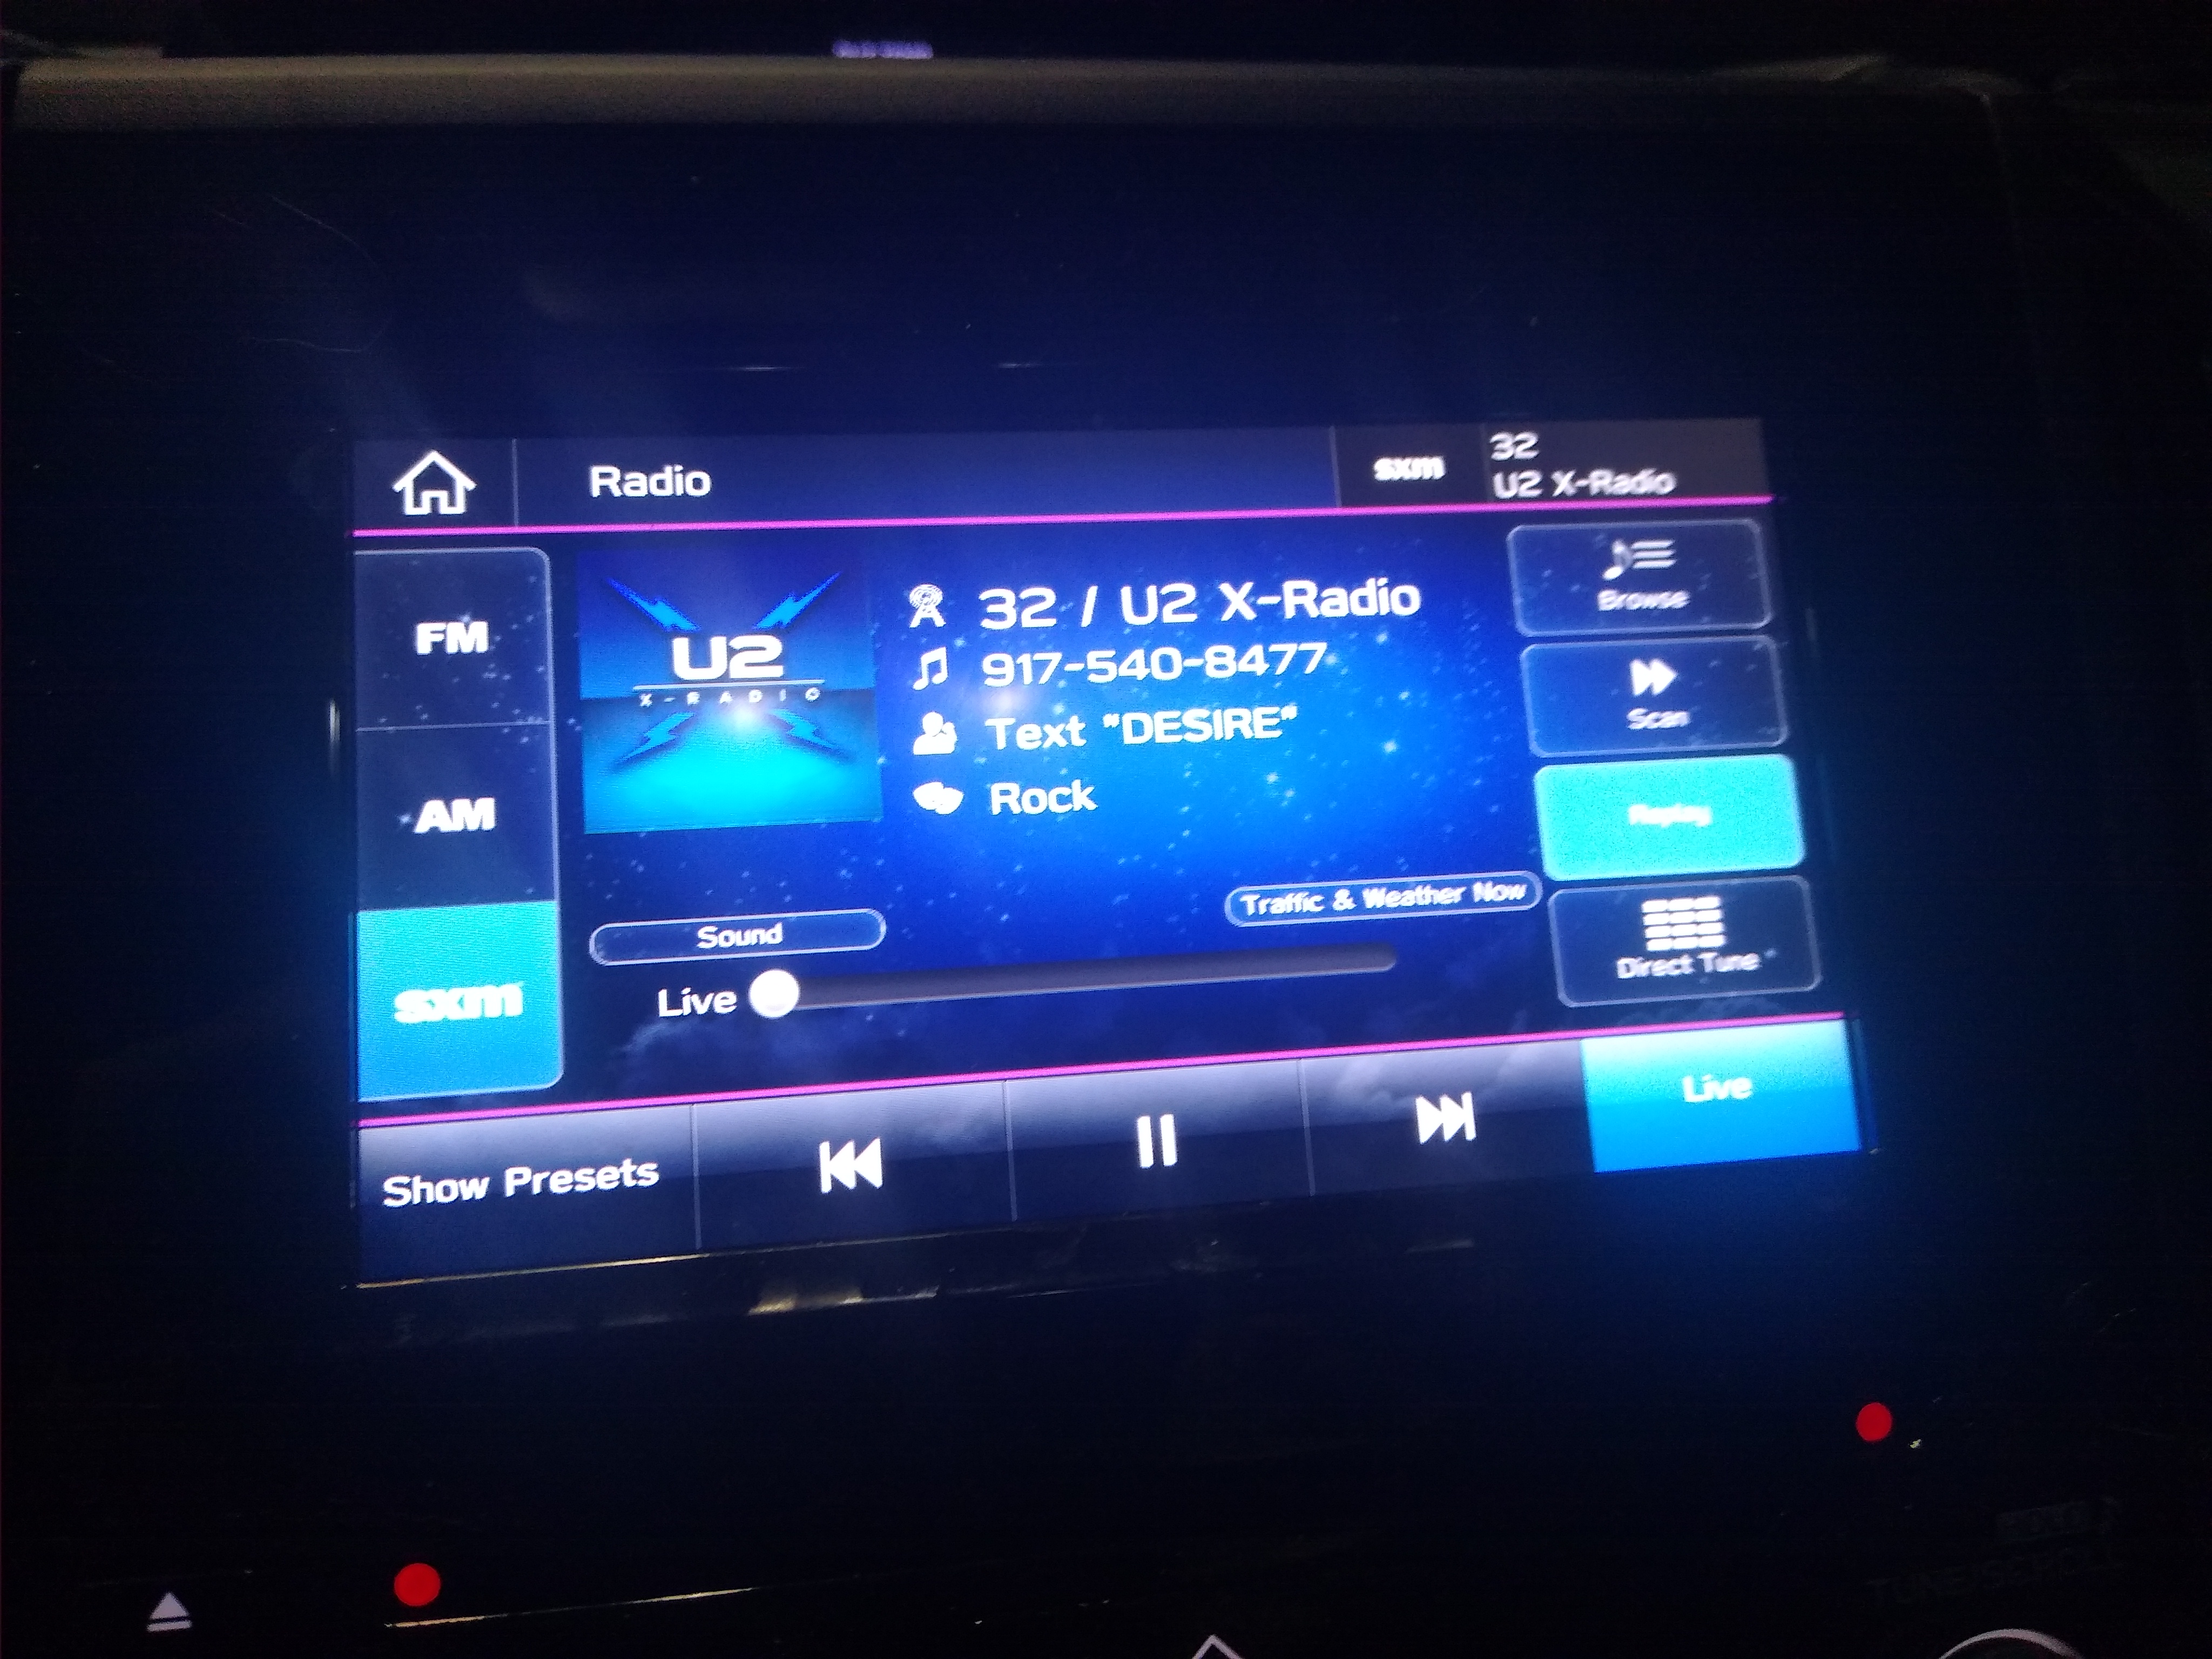 Radio
sxm
32
U2 X-Radio
FM
AM
sxm
U2
X-RADIO
32 / U2 X-Radio
917-540-8477
Text "DESIRE"
Rock
Browse
Scan
Replay
Direct Tune
Sound
Traffic & Weather Now
Live
Show Presets
Live